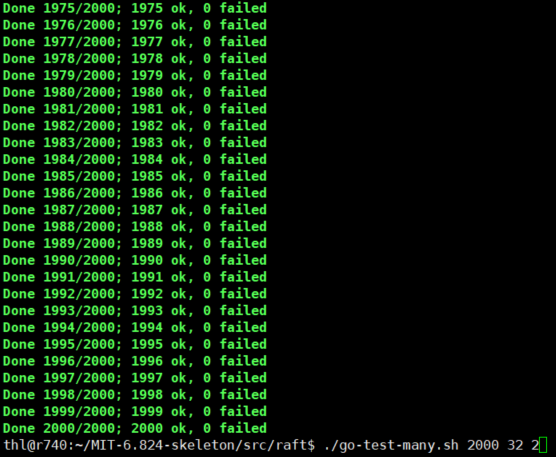 Done 1975/2000; 1975 ok, 0 failed
Done 1976/2000; 1976 ok, 0 failed
Done 1977/2000; 1977 ok, 0 failed
Done 1978/2000; 1978 ok, 0 failed
Done 1979/2000; 1979 ok, 0 failed
Done 1980/2000; 1980 ok, 0 failed
Done 1981/2000; 1981 ok, 0 failed
Done 1982/2000; 1982 ok, 0 failed
Done 1983/2000; 1983 ok, 0 failed
Done 1984/2000; 1984 ok, 0 failed
Done 1985/2000; 1985 ok, 0 failed
Done 1986/2000; 1986 ok, 0 failed
Done 1987/2000; 1987 ok, 0 failed
Done 1988/2000; 1988 ok, 0 failed
Done 1989/2000; 1989 ok, 0 failed
Done 1990/2000; 1990 ok, 0 failed
Done 1991/2000; 1991 ok, 0 failed
Done 1992/2000; 1992 ok, 0 failed
Done 1993/2000; 1993 ok, 0 failed
Done 1994/2000; 1994 ok, 0 failed
Done 1995/2000; 1995 ok, 0 failed
Done 1996/2000; 1996 ok, 0 failed
Done 1997/2000; 1997 ok, 0 failed
Done 1998/2000; 1998 ok, 0 failed
Done 1999/2000; 1999 ok, 0 failed
Done 2000/2000; 2000 ok, 0 failed
thl@r740:~/MIT-6.824-skeleton/src/raft$ ./go-test-many.sh 2000 32 2